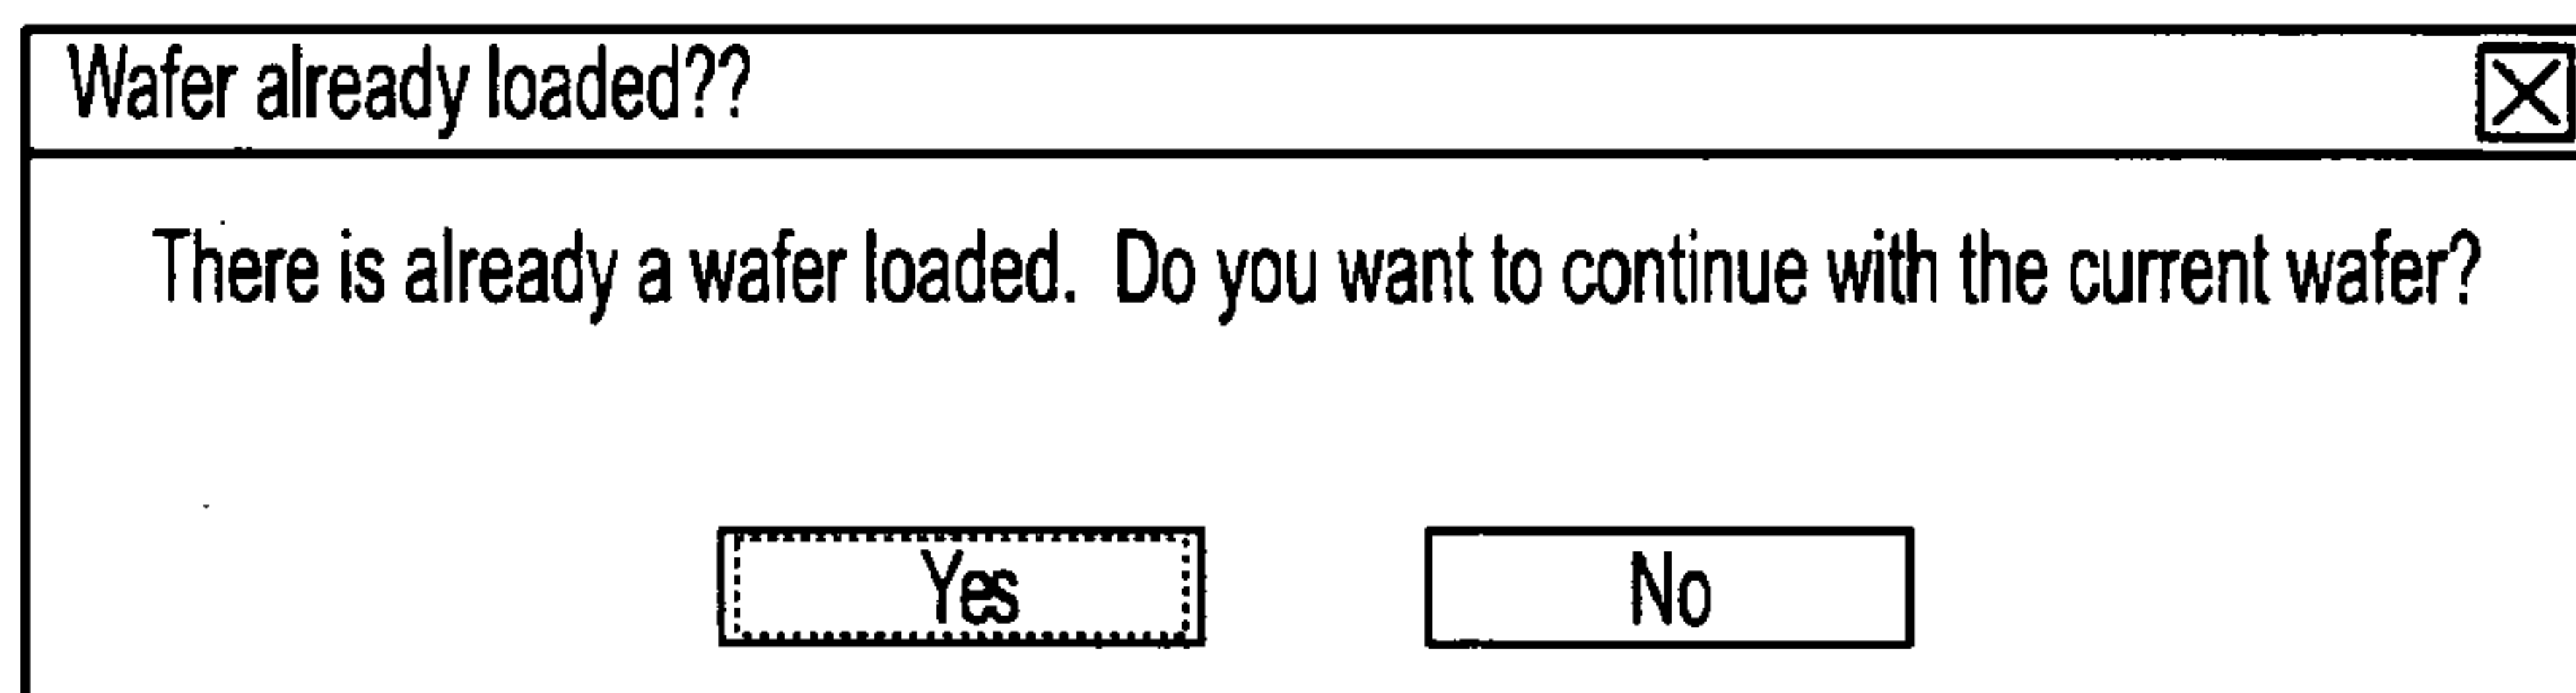 Wafer already loaded??
There is already a wafer loaded. Do you want to continue with the current wafer?
Yes No